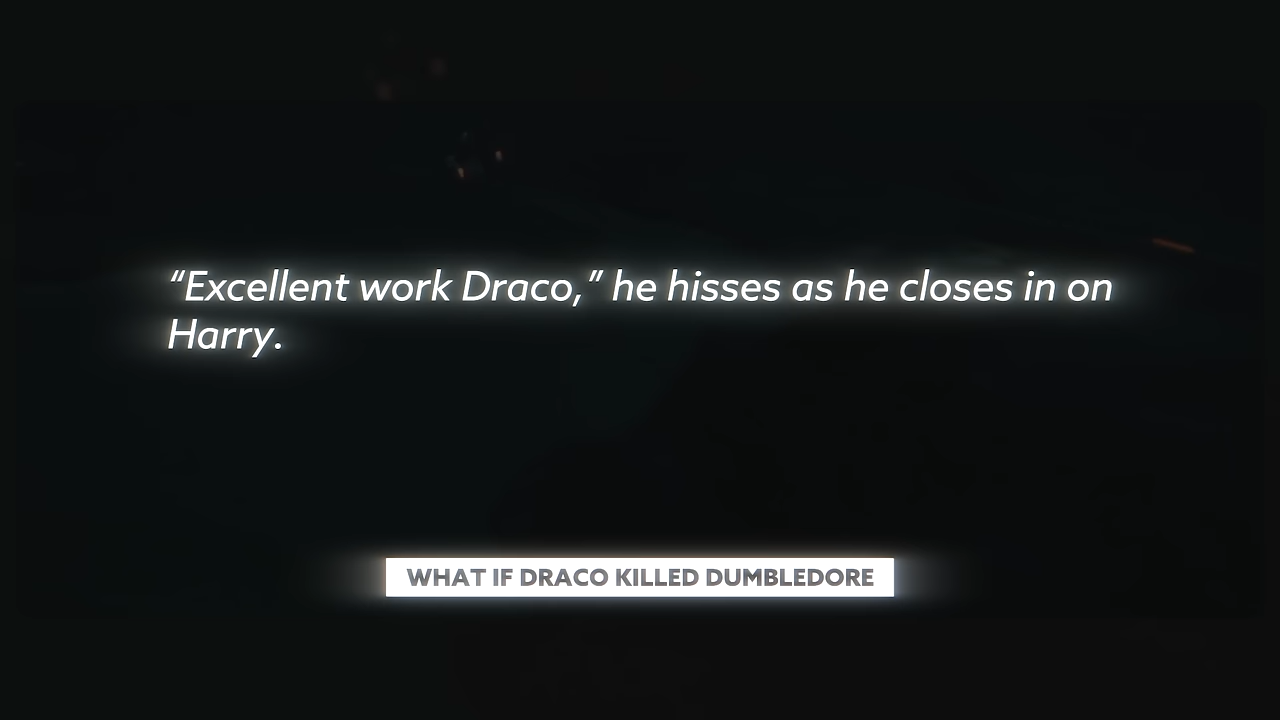 “Excellent work Draco,” he hisses as he closes in on
Harry.
WHAT IF DRACO KILLED DUMBLEDORE